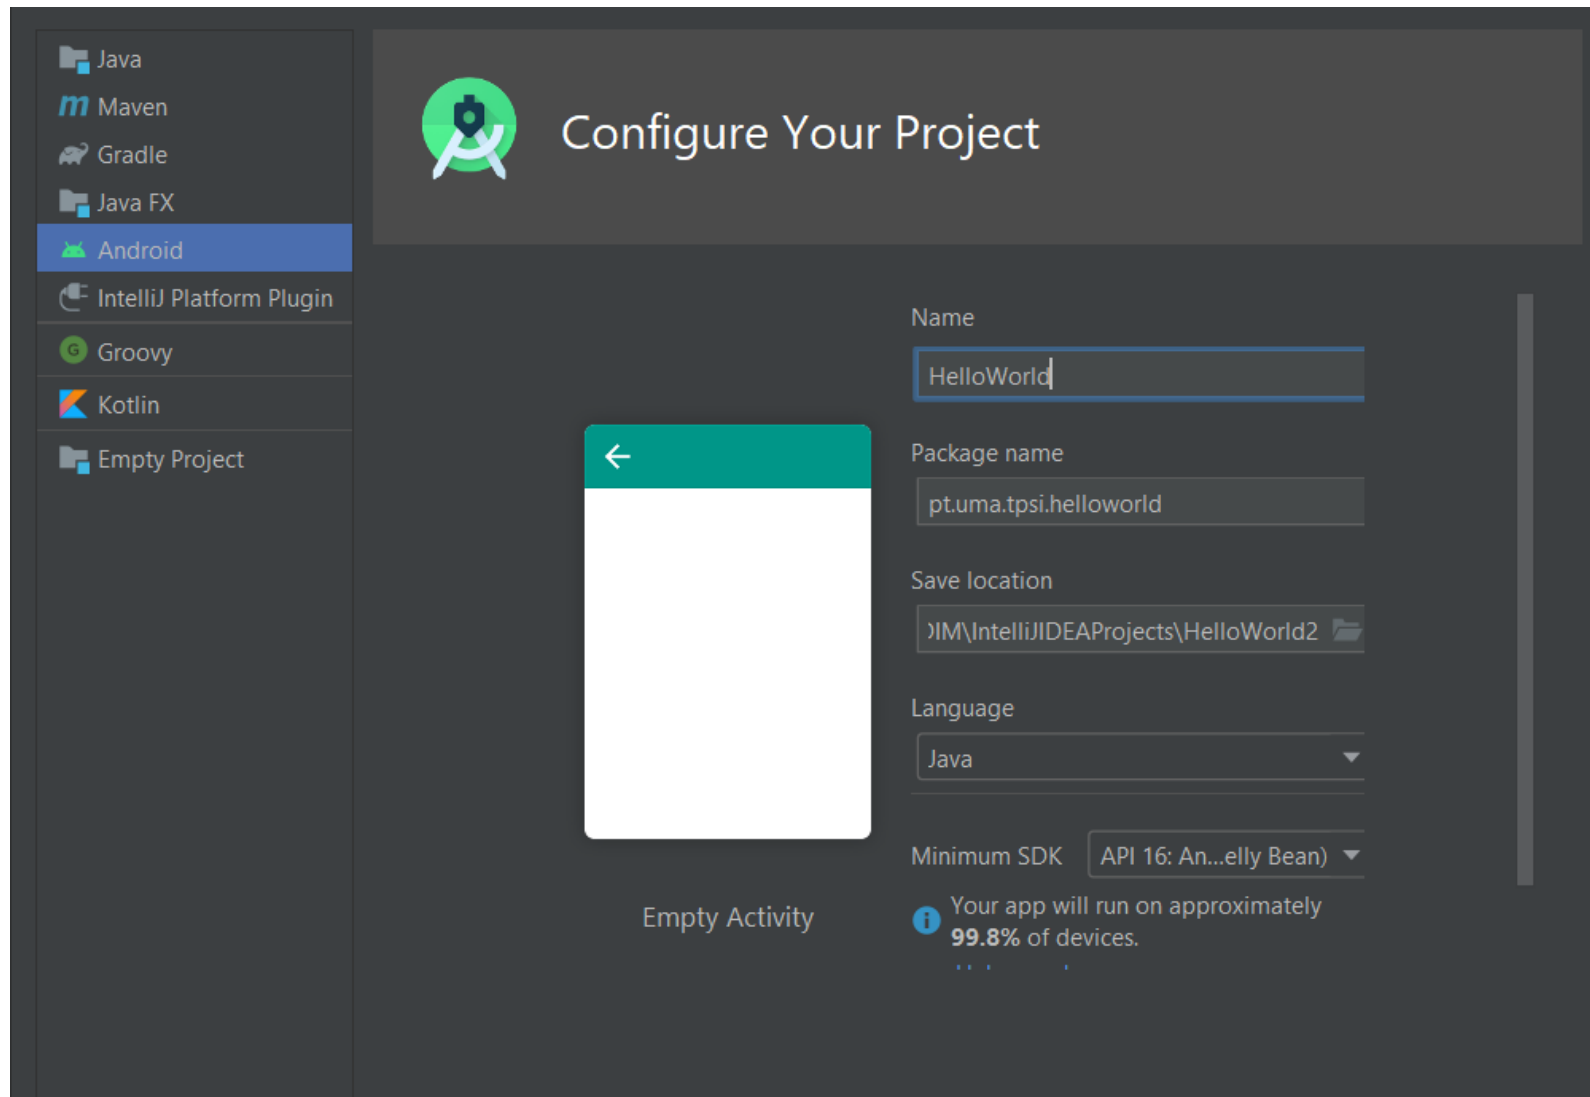 Java
Maven
Gradle
Java FX
Android
IntelliJ Platform Plugin
Groovy
Kotlin
Empty Project
Configure Your Project
Name
HelloWorld
Package name
pt.uma.tpsi.helloworld
Save location
IM\IntelliJIDEAProjects\HelloWorld2
Language
Java
Minimum SDK
API 16: An...elly Bean)
Your app will run on approximately
99.8% of devices.
Empty Activity